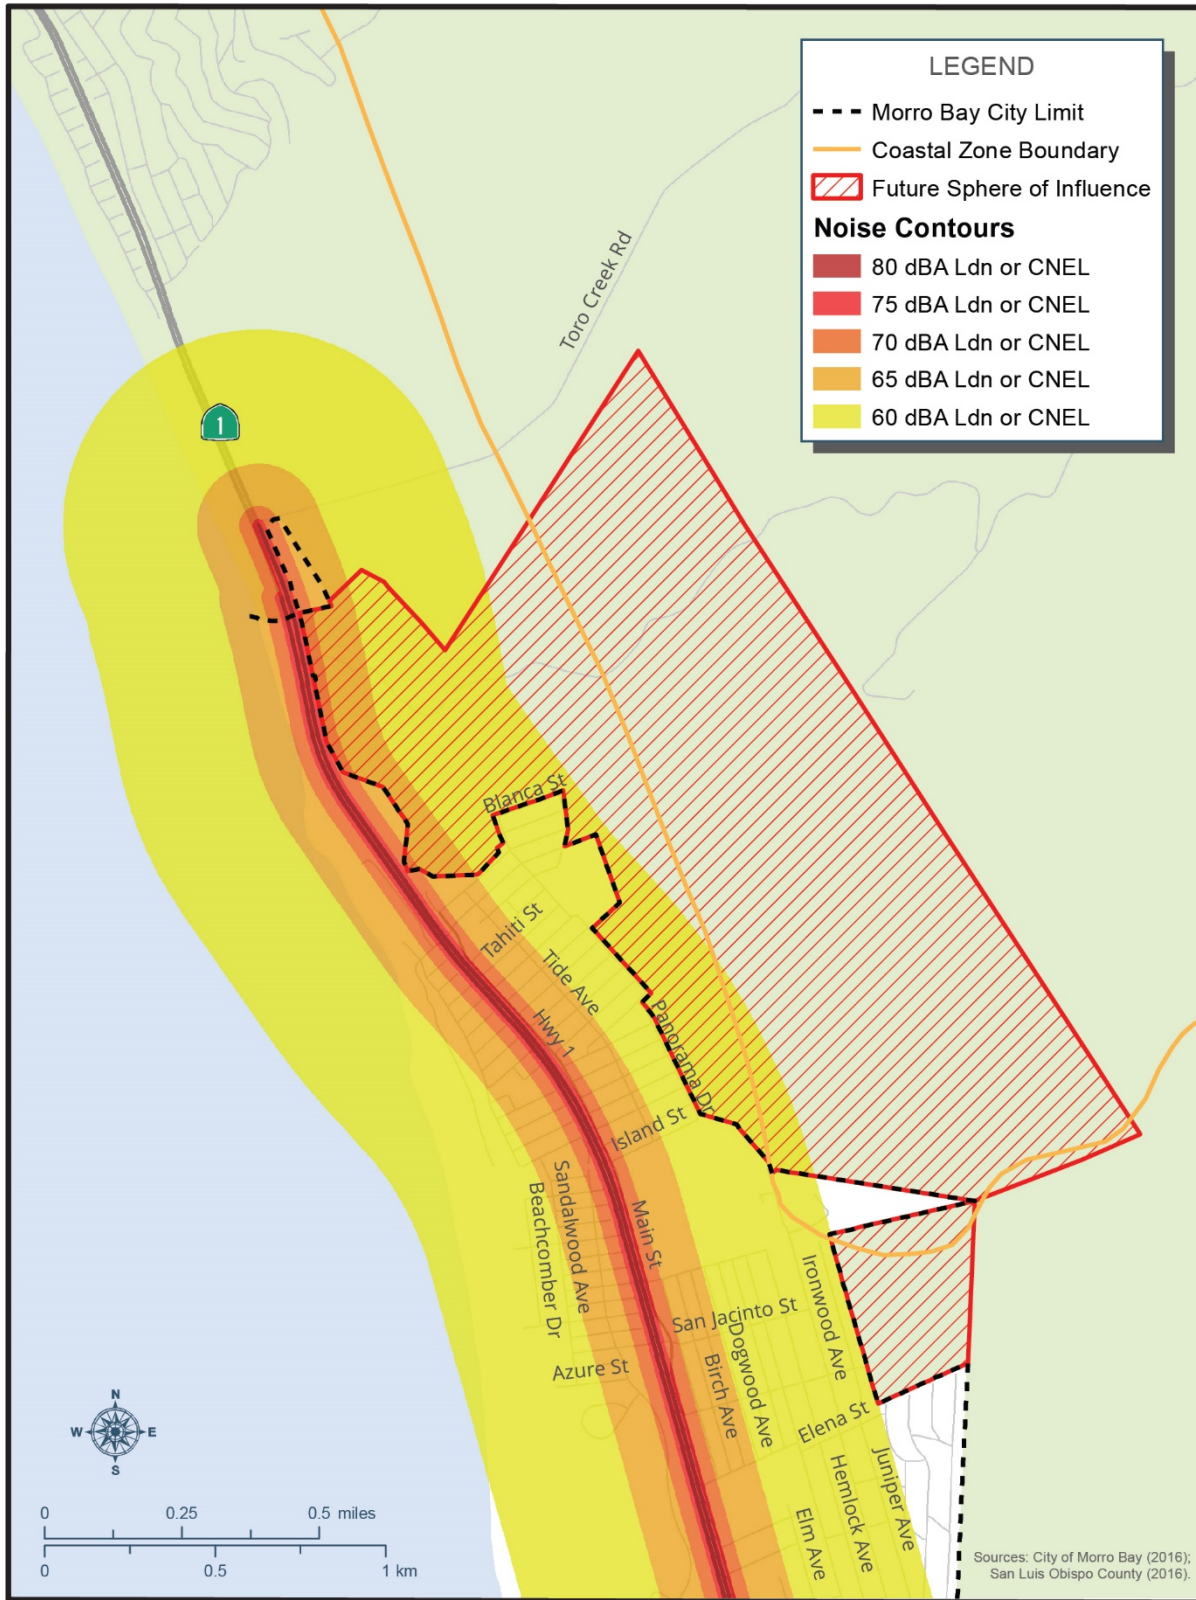 LEGEND
Morro Bay City Limit
Coastal Zone Boundary
Future Sphere of Influence
Noise Contours
80 dBA Ldn or CNEL
75 dBA Ldn or CNEL
70 dBA Ldn or CNEL
65 dBA Ldn or CNEL
60 dBA Ldn or CNEL
Toro Creek Rd
1
Blanca St
Tahiti St
Tide Ave
Hwy 1
Panorama Dr
Island St
Sandalwood Ave
Beachcomber Dr
Main St
Ironwood Ave
San Jacinto St
Dogwood Ave
Birch Ave
Azure St
Elena St
Juniper Ave
Hemlock Ave
Elm Ave
N
W
E
S
0 0.25 0.5 miles
0 0.5 1 km
Sources: City of Morro Bay (2016);
San Luis Obispo County (2016).